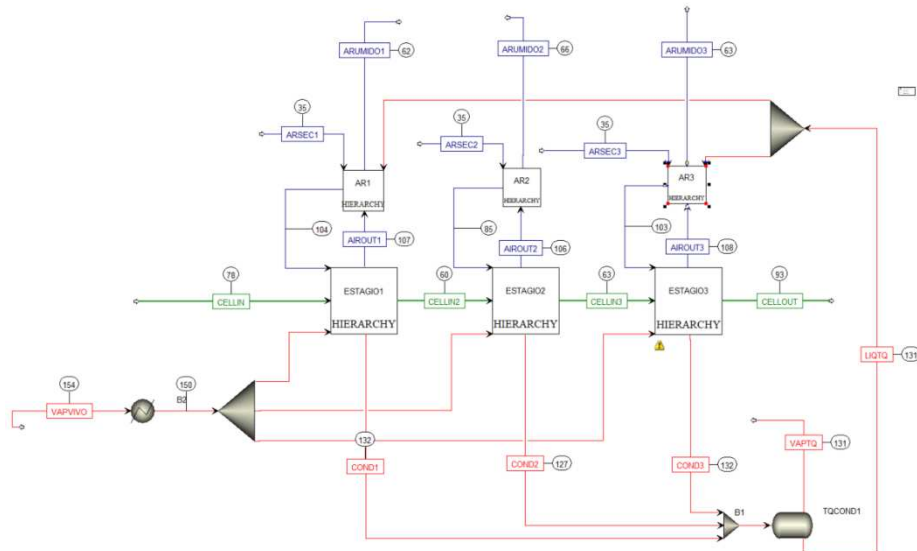 ARUMIDO1
62
ARUMIDO2
66
ARUMIDO3
63
35
ARSEC1
35
ARSEC2
35
ARSEC3
AR1
HIERARCHY
AR2
HIERARCHY
AR3
HIERARCHY
104
AIROUT1
107
85
AIROUT2
106
103
AIROUT3
108
78
CELLIN
ESTAGIO1
HIERARCHY
60
CELLIN2
ESTAGIO2
HIERARCHY
63
CELLIN3
ESTAGIO3
HIERARCHY
93
CELLOUT
LIQTQ
131
154
VAPVIVO
150
B2
132
COND1
COND2
127
COND3
132
VAPTQ
131
B1
TQCOND1